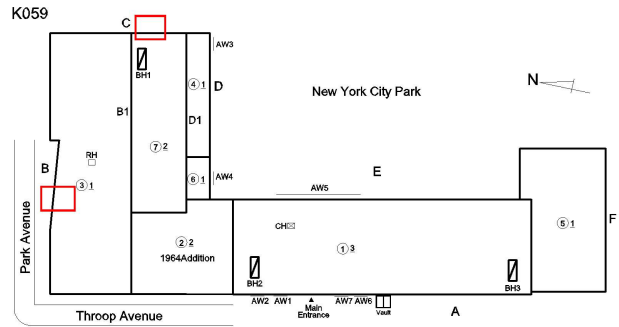 K059
C
AW3
BH1
④ 1
D
New York City Park
N
B1
D1
⑦ 2
RH
B
③ 1
⑥ 1
AW4
E
AW5
Park Avenue
CH
⑤ 1
F
② 2
1964Addition
① 3
BH2
BH3
AW2 AW1
Main
Entrance
AW7 AW6
Vault
A
Throop Avenue